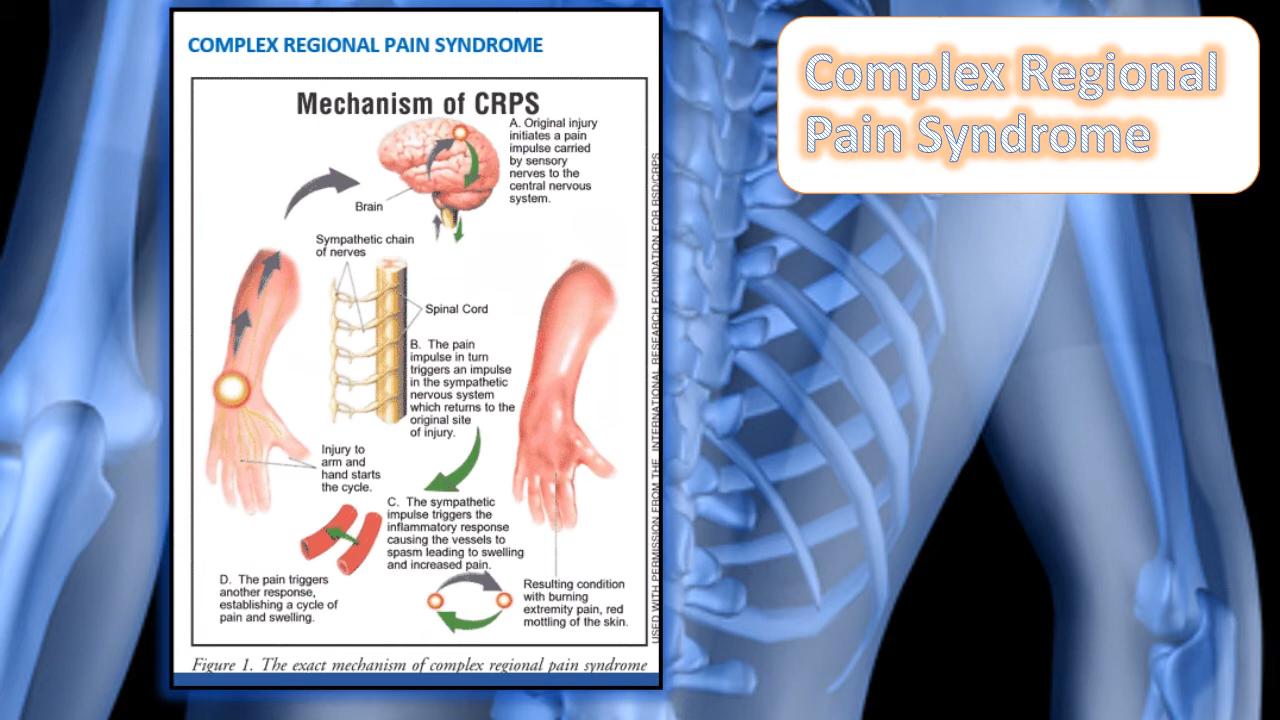 COMPLEX REGIONAL PAIN SYNDROME
Mechanism of CRPS
A. Original injury
initiates a pain
impulse carried
by sensory
nerves to the
central nervous
system.
Brain
Sympathetic chain
of nerves
Spinal Cord
B. The pain
impulse in turn
triggers an impulse
in the sympathetic
nervous system
which returns to the
original site
of injury.
Injury to
arm and
hand starts
the cycle.
C. The sympathetic
impulse triggers the
inflammatory response
causing the vessels to
spasm leading to swelling
and increased pain.
D. The pain triggers
another response,
establishing a cycle of
pain and swelling.
Resulting condition
with burning
extremity pain, red
mottling of the skin.
USED WITH PERMISSION FROM THE INTERNATIONAL RESEARCH FOUNDATION FOR RSD/CRPS
Figure 1. The exact mechanism of complex regional pain syndrome
Complex Regional
Pain Syndrome